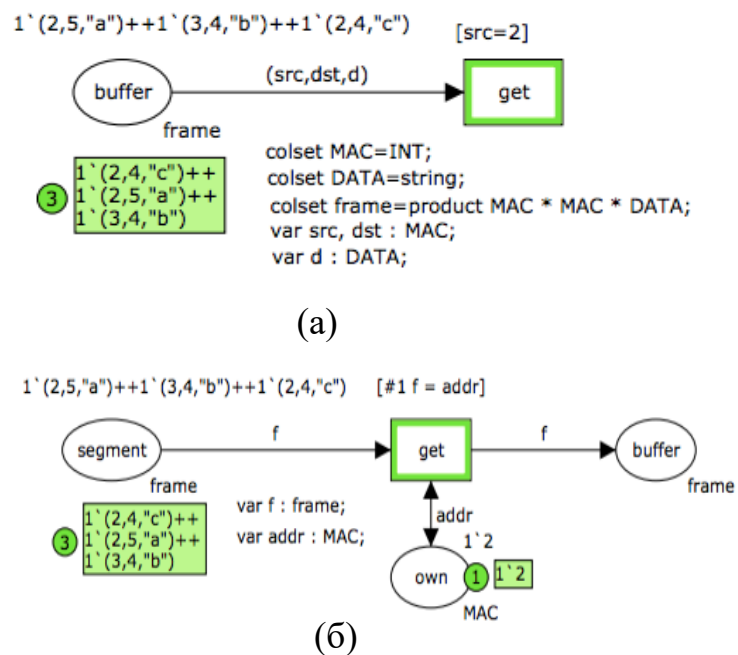 1`(2,5,"a")++1`(3,4,"b")++1`(2,4,"c")
[src=2]
(src,dst,d)
buffer
get
frame
3
1`(2,4,"c")++
1`(2,5,"a")++
1`(3,4,"b")
colset MAC=INT;
colset DATA=string;
colset frame=product MAC * MAC * DATA;
var src, dst : MAC;
var d : DATA;
(a)
1`(2,5,"a")++1`(3,4,"b")++1`(2,4,"c")
[#1 f = addr]
f
f
segment
get
buffer
frame
frame
3
1`(2,4,"c")++
1`(2,5,"a")++
1`(3,4,"b")
var f : frame;
var addr : MAC;
addr
1`2
own
1
1`2
MAC
(б)